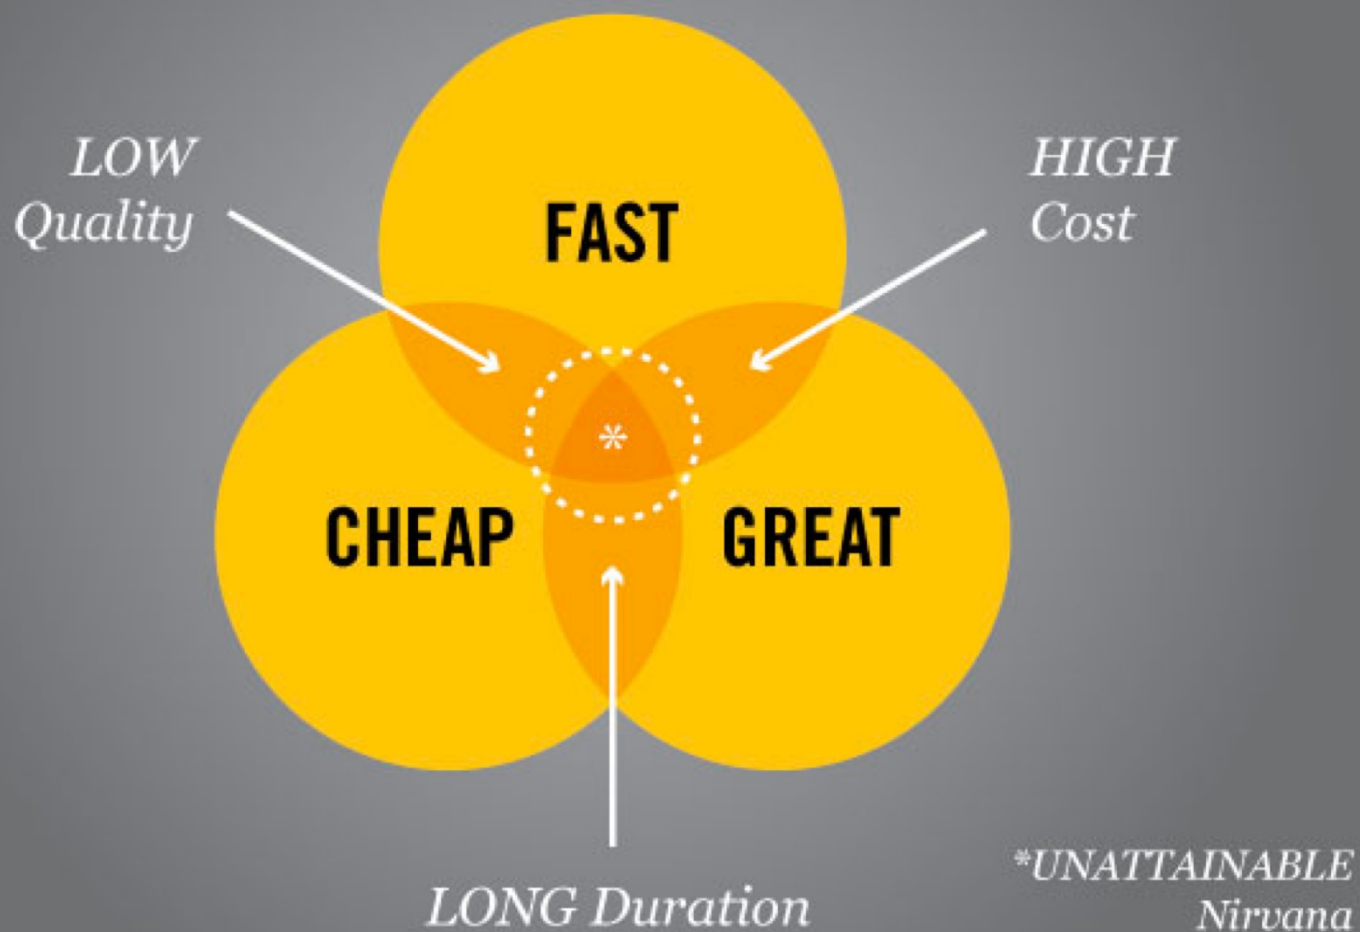 FAST
LOW
Quality
HIGH
Cost
*
CHEAP
GREAT
LONG Duration
*UNATTAINABLE
Nirvana